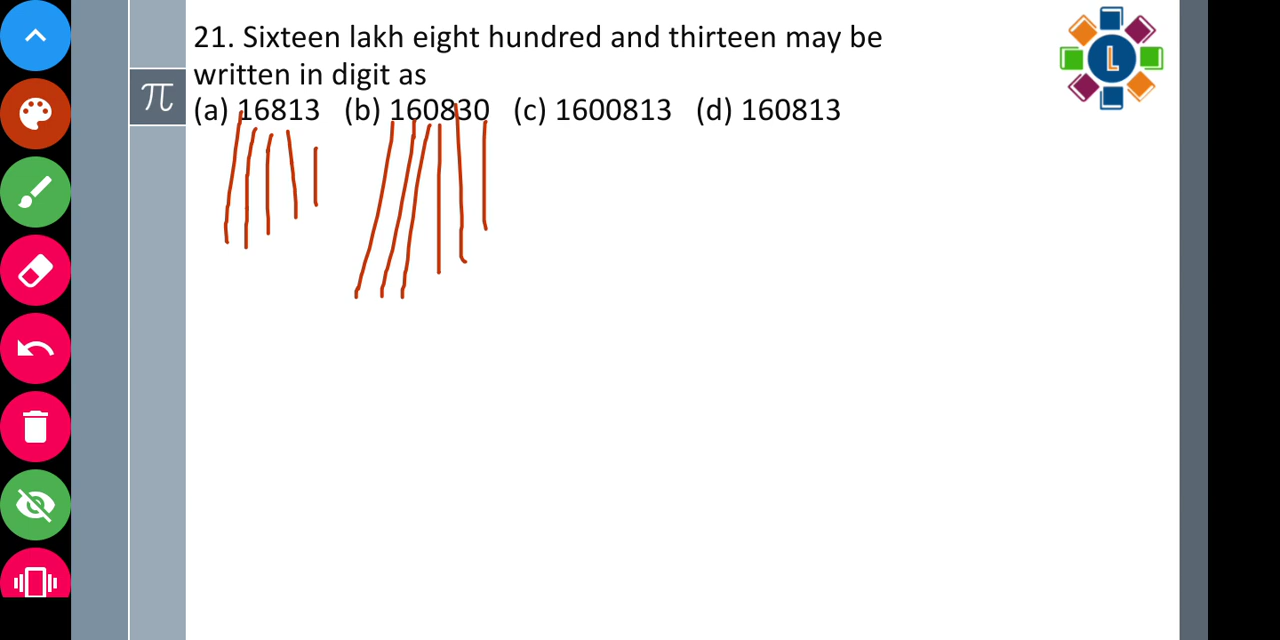 21. Sixteen lakh eight hundred and thirteen may be
written in digit as
π
(a) 16813 (b) 160830 (c) 1600813 (d) 160813
L